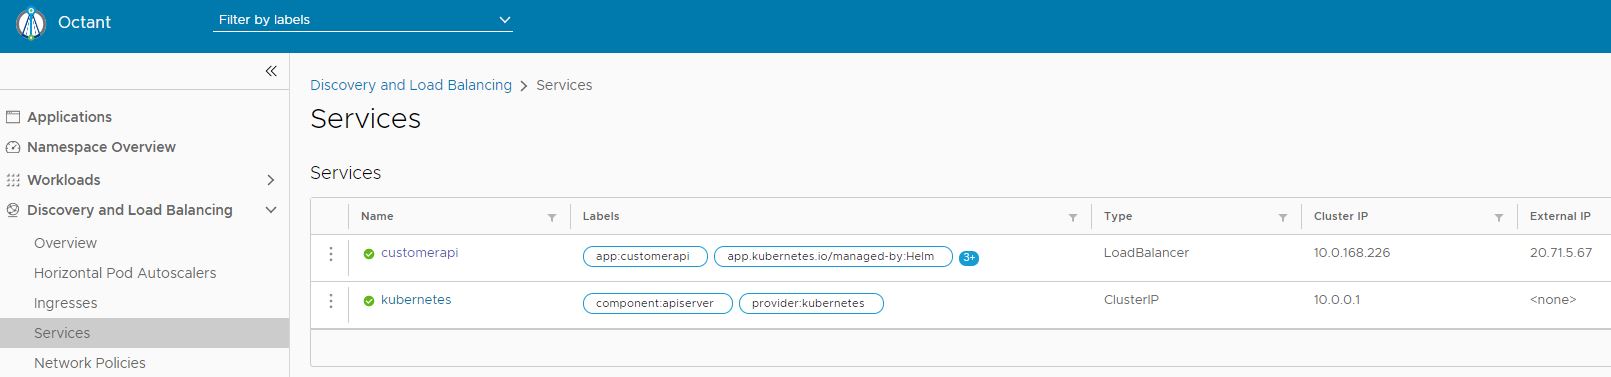 Octant
Filter by labels
Applications
Namespace Overview
Workloads
Discovery and Load Balancing
Overview
Horizontal Pod Autoscalers
Ingresses
Services
Network Policies
Discovery and Load Balancing > Services
Services
Services
Name Labels Type Cluster IP External IP
customerapi app:customerapi app.kubernetes.io/managed-by:Helm 3+ LoadBalancer 10.0.168.226 20.71.5.67
kubernetes component:apiserver provider:kubernetes ClusterIP 10.0.0.1 <none>